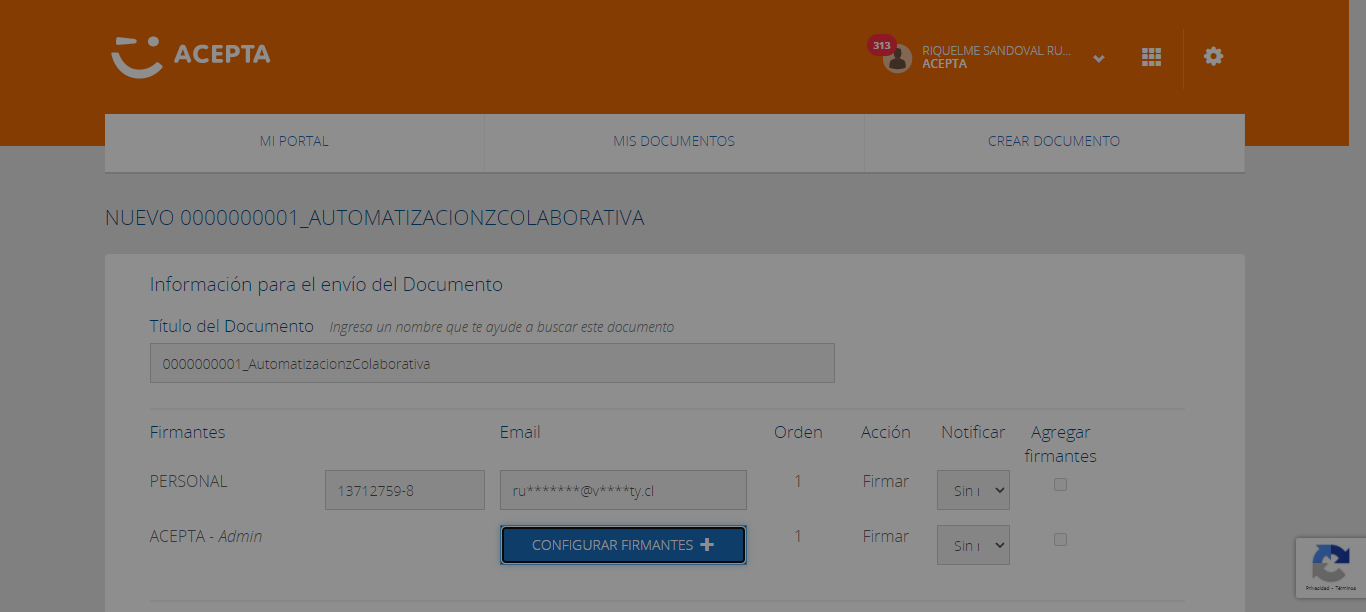 ACEPTA
313
RIQUELME SANDOVAL RU...
ACEPTA
MI PORTAL
MIS DOCUMENTOS
CREAR DOCUMENTO
NUEVO 0000000001_AUTOMATIZACIONZCOLABORATIVA
Información para el envío del Documento
Título del Documento Ingresa un nombre que te ayude a buscar este documento
0000000001_AutomatizacionzColaborativa
Firmantes Email Orden Acción Notificar Agregar firmantes
PERSONAL 13712759-8 ru*******@v****ty.cl 1 Firmar Sin
ACEPTA - Admin CONFIGURAR FIRMANTES + 1 Firmar Sin
Privacidad - Términos